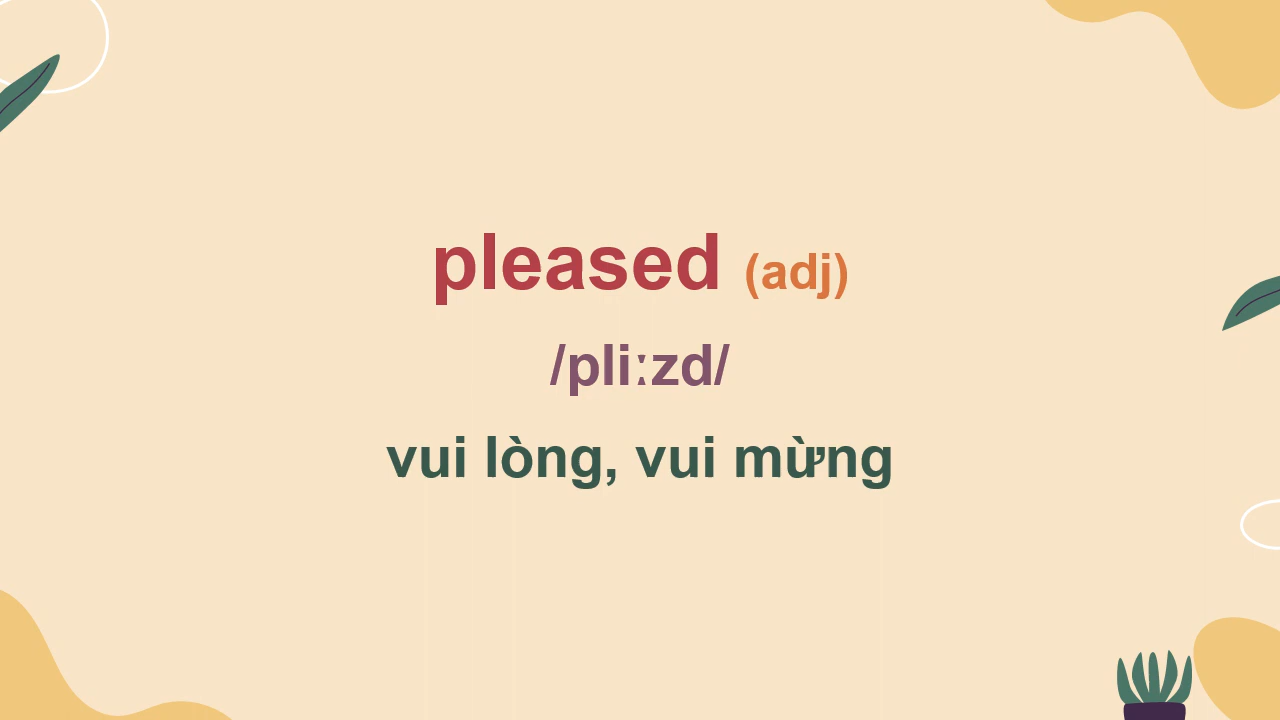 pleased (adj)
/pliːzd/
vui lòng, vui mừng